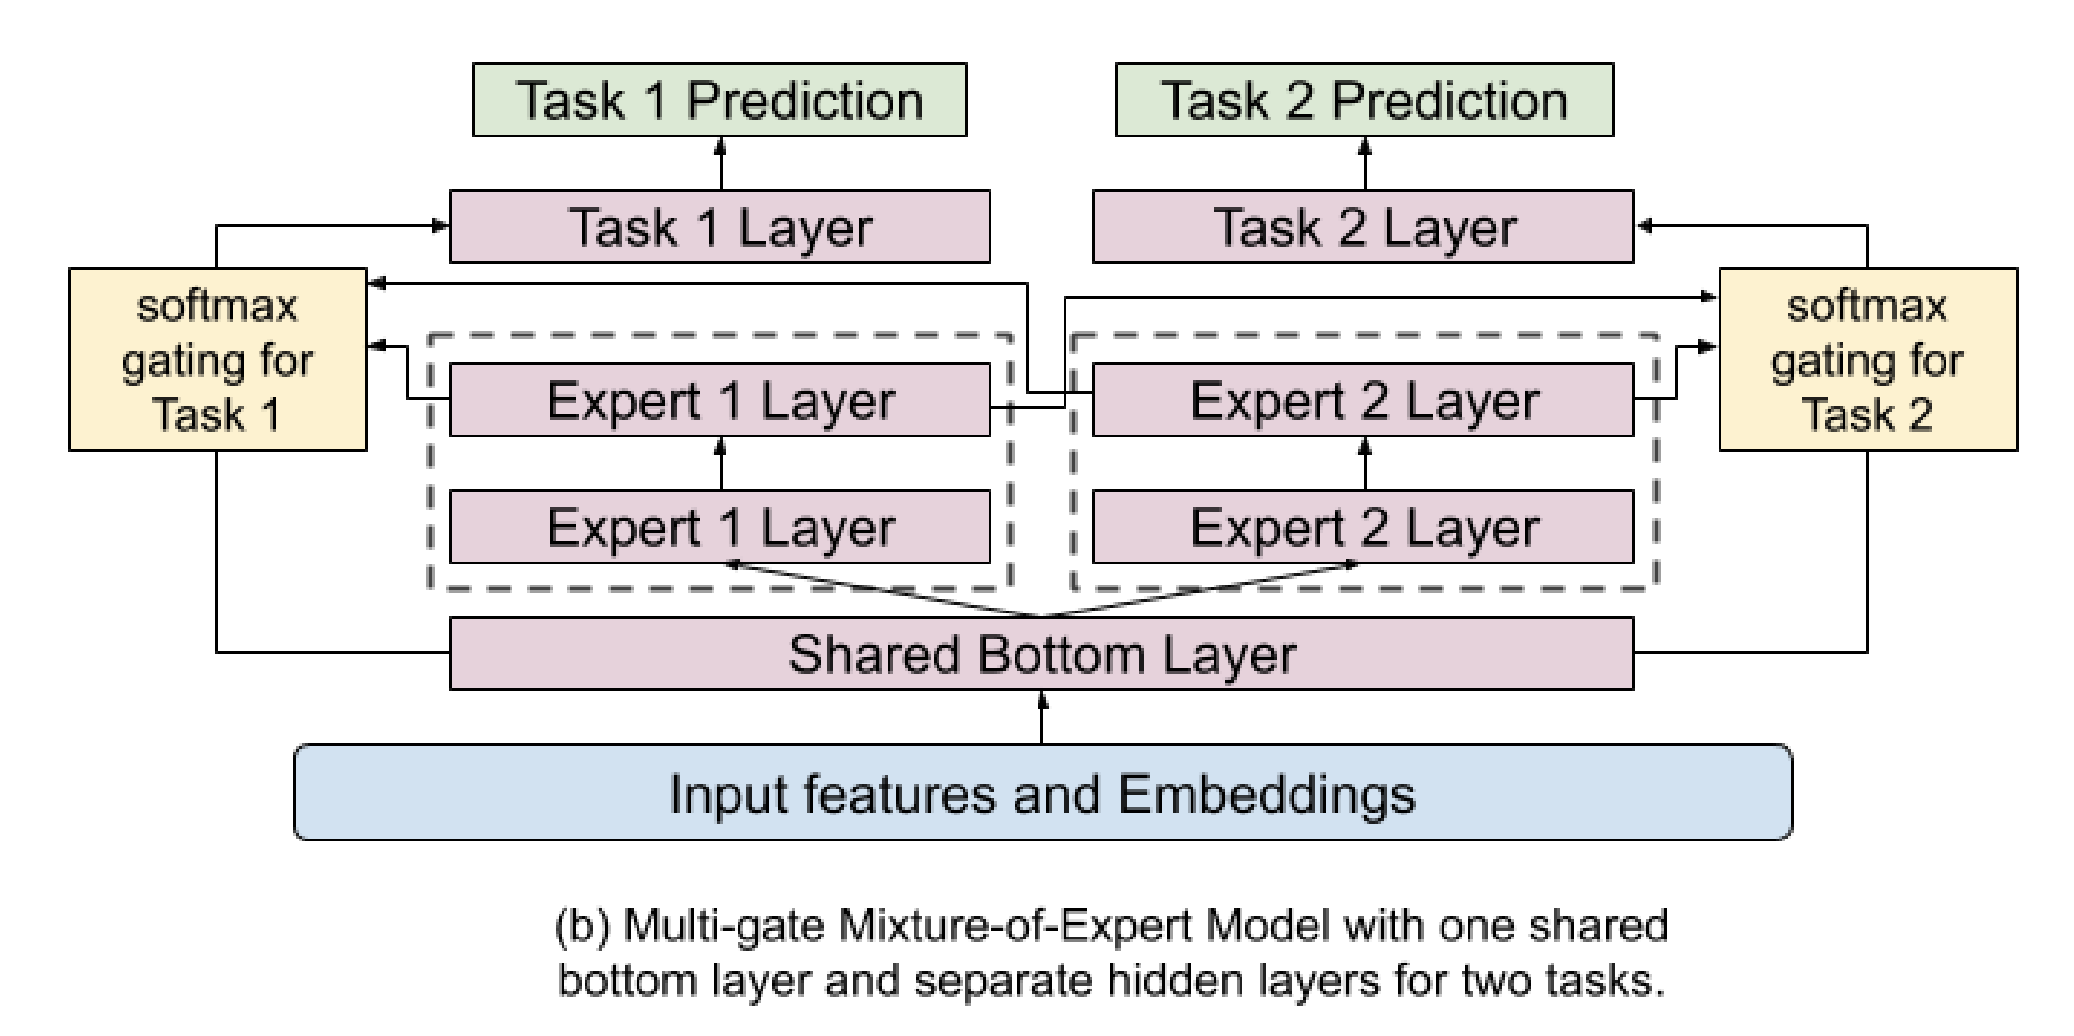 Task 1 Prediction
Task 2 Prediction
Task 1 Layer
Task 2 Layer
softmax
gating for
Task 1
Expert 1 Layer
Expert 2 Layer
softmax
gating for
Task 2
Expert 1 Layer
Expert 2 Layer
Shared Bottom Layer
Input features and Embeddings
(b) Multi-gate Mixture-of-Expert Model with one shared
bottom layer and separate hidden layers for two tasks.